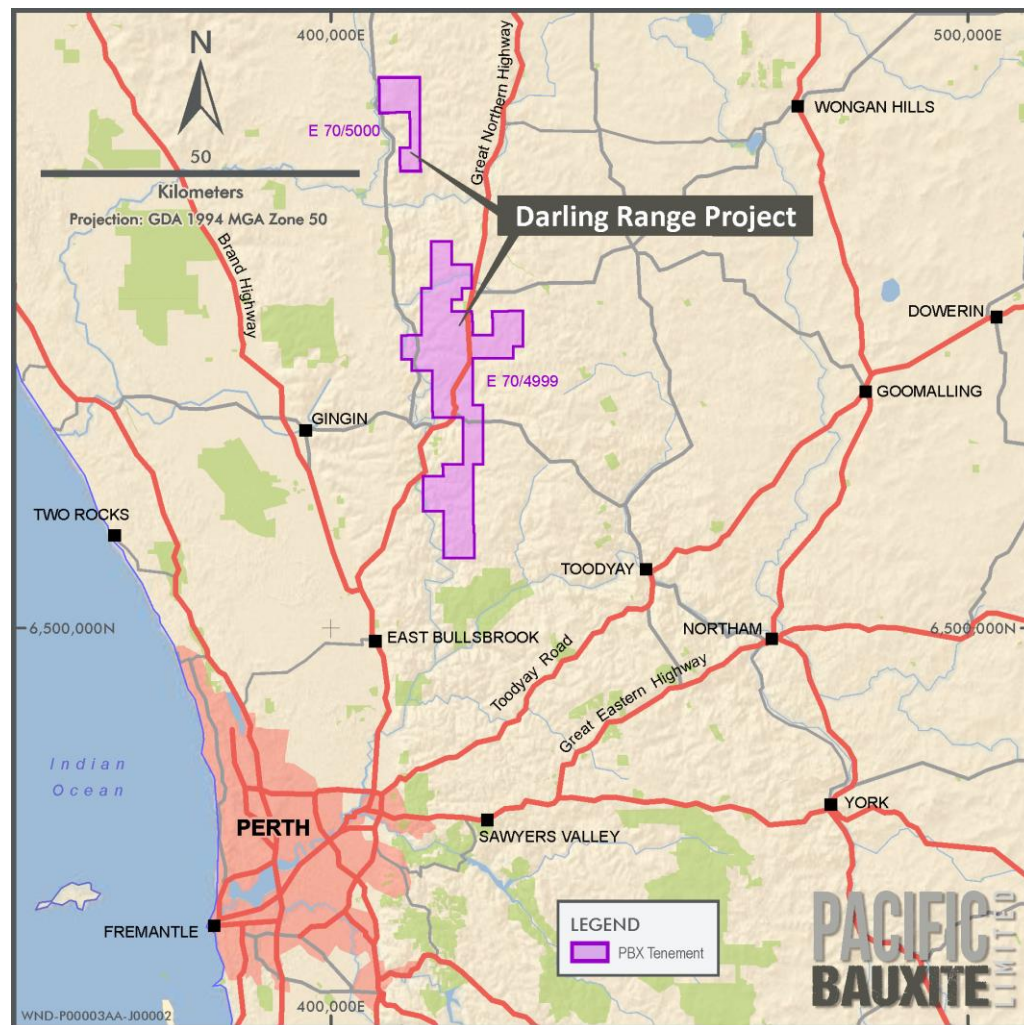 400,000E
500,000E
N
Great Northern Highway
WONGAN HILLS
E 70/5000
50
Kilometers
Projection: GDA 1994 MGA Zone 50
Darling Range Project
Brand Highway
DOWERIN
E 70/4999
GOOMALLING
GINGIN
TWO ROCKS
TOODYAY
6,500,000N
EAST BULLSBROOK
NORTHAM
6,500,000N
Toodyay Road
Great Eastern Highway
Indian
Ocean
YORK
PERTH
SAWYERS VALLEY
LEGEND
PBX Tenement
FREMANTLE
PACIFIC
BAUXITE
LIMITED
400,000E
WND-P00003AA-J00002